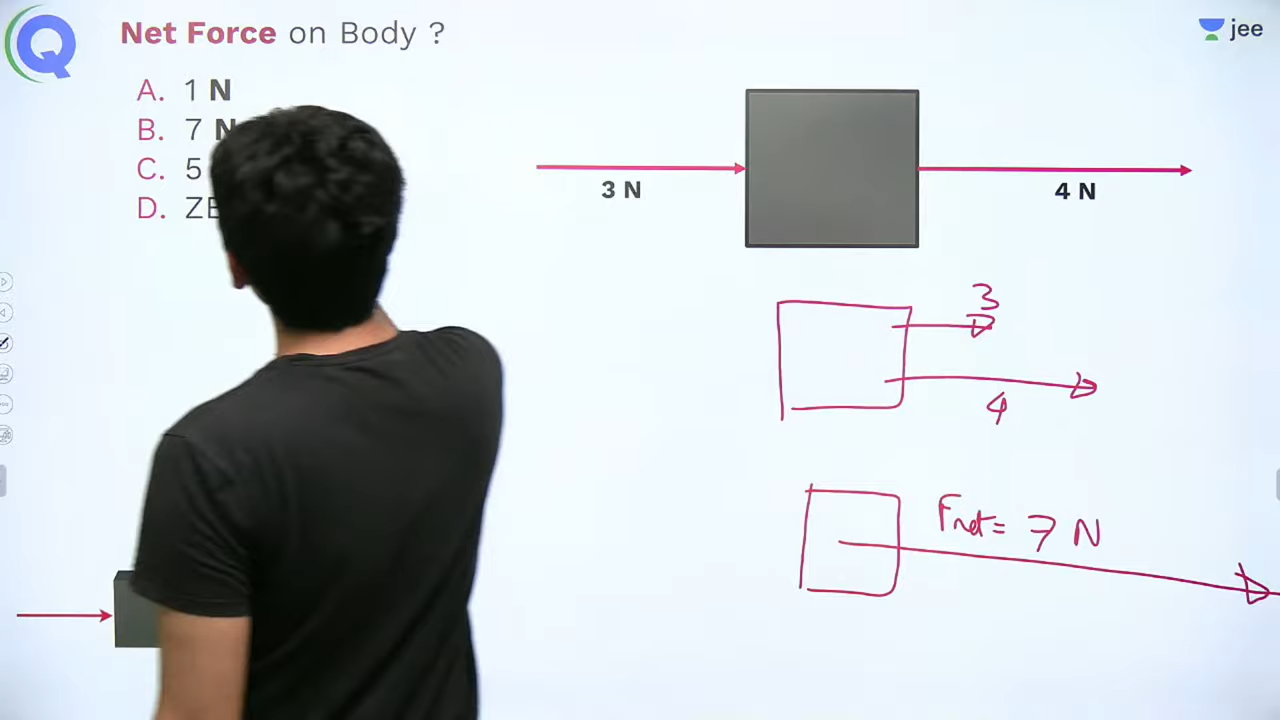 Net Force on Body ?
jee
A. 1 N
B. 7 N
C. 5
D. ZE
3 N
4 N
3
4
Fnet = 7 N